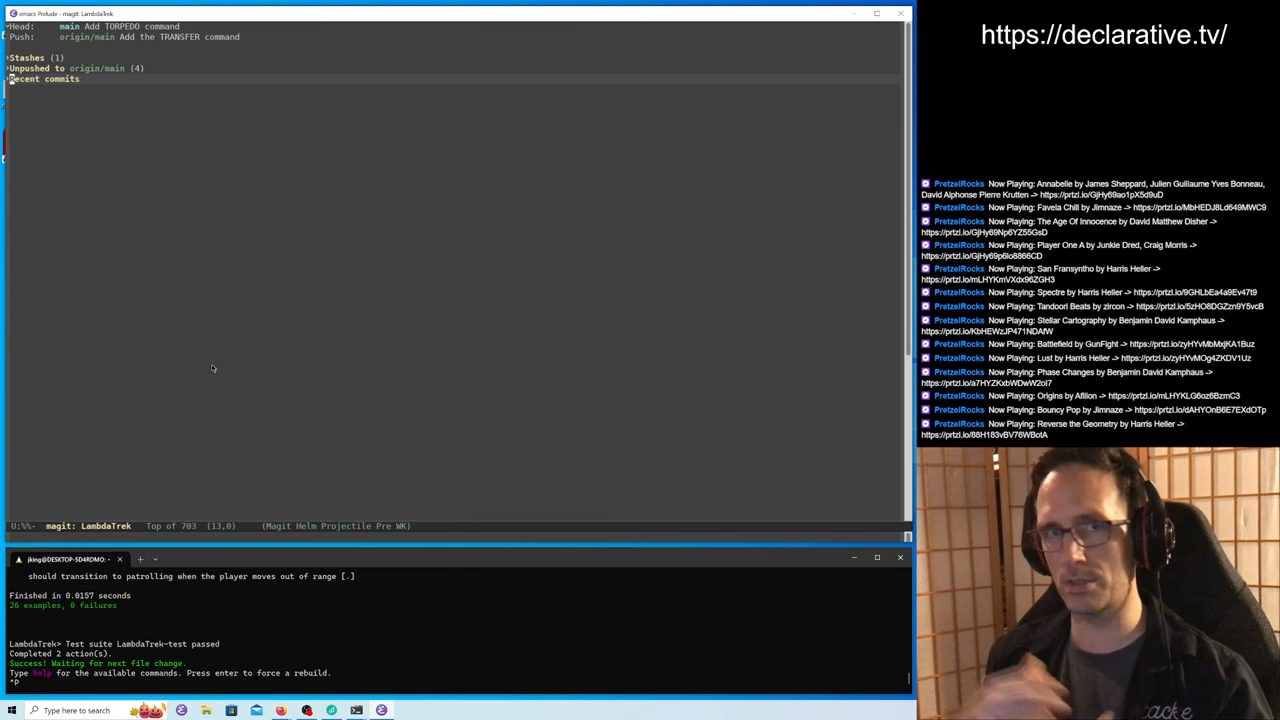 emacs Prelude - magit: LambdaTrek
Head:     main Add TORPEDO command
Push:     origin/main Add the TRANSFER command
Stashes (1)
Unpushed to origin/main (4)
Recent commits
U:%%-  magit: LambdaTrek   Top of 703  (13,0)    (Magit Helm Projectile Pre WK)
jking@DESKTOP-5D4RDMO: ~
should transition to patrolling when the player moves out of range [✓]
Finished in 0.0157 seconds
26 examples, 0 failures
LambdaTrek> Test suite LambdaTrek-test passed
Completed 2 action(s).
Success! Waiting for next file change.
Type help for the available commands. Press enter to force a rebuild.
^P
Type here to search
https://declarative.tv/
PretzelRocks Now Playing: Annabelle by James Sheppard, Julien Guillaume Yves Bonneau,
David Alphonse Pierre Krutten -> https://prtzl.io/GjHy69ao1pX5d9uD
PretzelRocks Now Playing: Favela Chill by Jimnaze -> https://prtzl.io/MbHEDJ8Ld649MWC9
PretzelRocks Now Playing: The Age Of Innocence by David Matthew Disher ->
https://prtzl.io/GjHy69Np6YZ55GsD
PretzelRocks Now Playing: Player One A by Junkie Dred, Craig Morris ->
https://prtzl.io/GjHy69p6lo8866CD
PretzelRocks Now Playing: San Fransyntho by Harris Heller ->
https://prtzl.io/mLHYKmVXdx96ZGH3
PretzelRocks Now Playing: Spectre by Harris Heller -> https://prtzl.io/9GHLbEa4a9Ev47t9
PretzelRocks Now Playing: Tandoori Beats by zircon -> https://prtzl.io/5zHO8DGZzn9Y5vcB
PretzelRocks Now Playing: Stellar Cartography by Benjamin David Kamphaus ->
https://prtzl.io/KbHEWzJP471NDAfW
PretzelRocks Now Playing: Battlefield by GunFight -> https://prtzl.io/zyHYvMbMxjKA1Buz
PretzelRocks Now Playing: Lust by Harris Heller -> https://prtzl.io/zyHYvMOg4ZKDV1Uz
PretzelRocks Now Playing: Phase Changes by Benjamin David Kamphaus ->
https://prtzl.io/a7HYZKxbWDwW2oI7
PretzelRocks Now Playing: Origins by Afilion -> https://prtzl.io/mLHYKLG6oz6BzmC3
PretzelRocks Now Playing: Bouncy Pop by Jimnaze -> https://prtzl.io/dAHYOnB6E7EXdOTp
PretzelRocks Now Playing: Reverse the Geometry by Harris Heller ->
https://prtzl.io/88H183vBV76WBotA